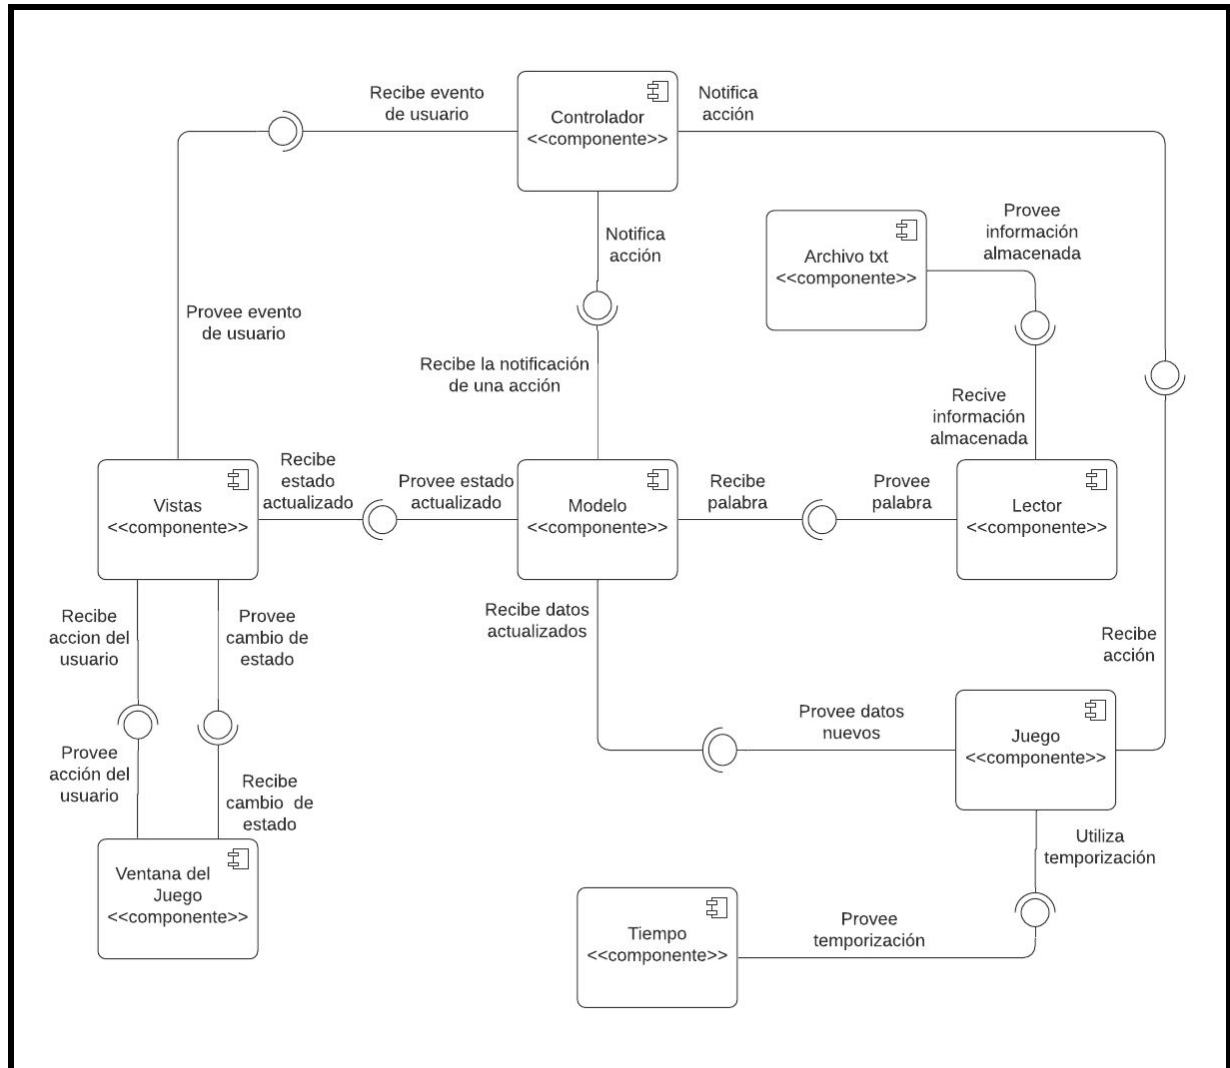 Recibe evento
de usuario
Controlador
<<componente>>
Notifica
acción
Notifica
acción
Provee
información
almacenada
Archivo txt
<<componente>>
Provee evento
de usuario
Recibe la notificación
de una acción
Recive
información
almacenada
Vistas
<<componente>>
Recibe
estado
actualizado
Provee estado
actualizado
Modelo
<<componente>>
Recibe
palabra
Provee
palabra
Lector
<<componente>>
Recibe
accion del
usuario
Provee
cambio de
estado
Recibe datos
actualizados
Recibe
acción
Provee datos
nuevos
Juego
<<componente>>
Provee
acción del
usuario
Recibe
cambio de
estado
Ventana del
Juego
<<componente>>
Utiliza
temporización
Tiempo
<<componente>>
Provee
temporización